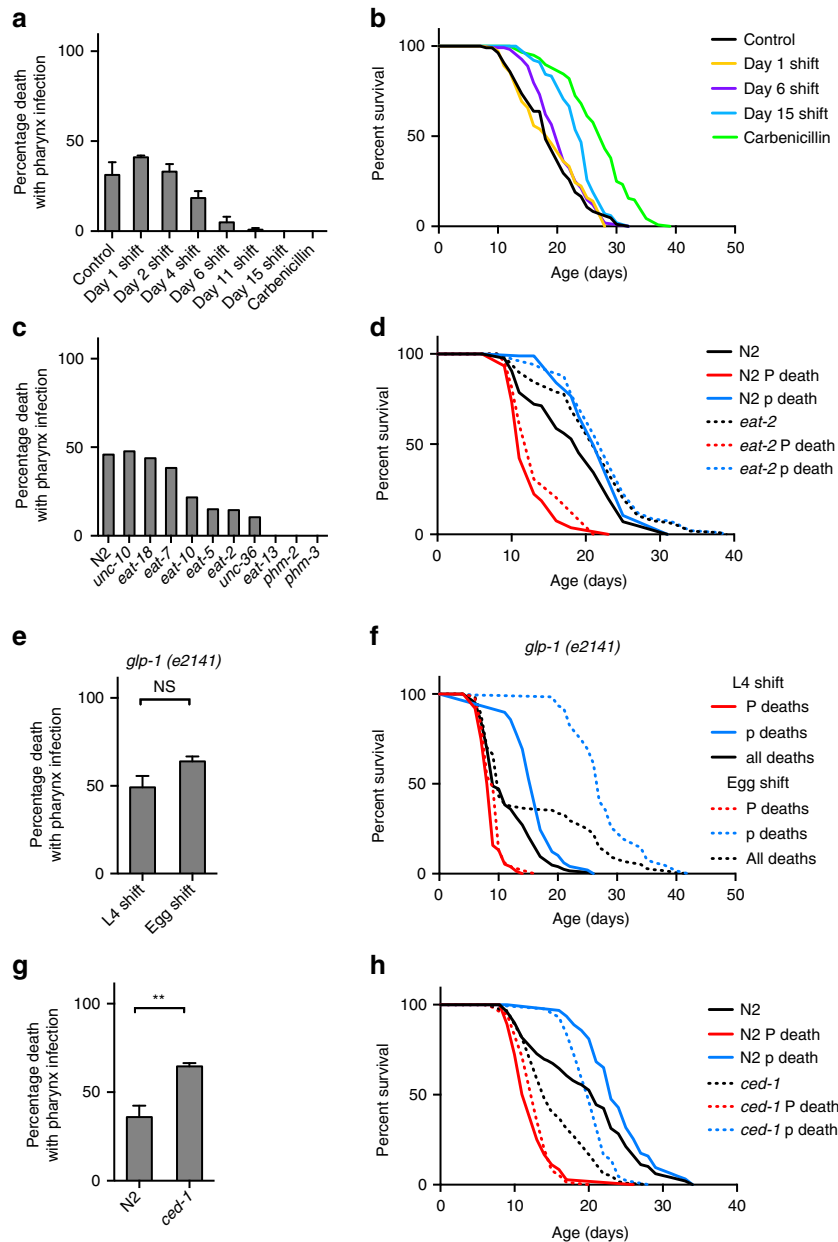 a
Percentage death
with pharynx infection
100
50
0
Control
Day 1 shift
Day 2 shift
Day 4 shift
Day 6 shift
Day 11 shift
Day 15 shift
Carbenicillin
b
Percent survival
100
50
0
0 10 20 30 40 50
Age (days)
Control
Day 1 shift
Day 6 shift
Day 15 shift
Carbenicillin
c
Percentage death
with pharynx infection
100
50
0
N2
unc-10
eat-18
eat-7
eat-10
eat-5
eat-2
unc-36
eat-13
phm-2
phm-3
d
Percent survival
100
50
0
0 10 20 30 40
Age (days)
N2
N2 P death
N2 p death
eat-2
eat-2 P death
eat-2 p death
e
glp-1 (e2141)
NS
Percentage death
with pharynx infection
100
50
0
L4 shift
Egg shift
f
glp-1 (e2141)
Percent survival
100
50
0
0 10 20 30 40 50
Age (days)
L4 shift
P deaths
p deaths
all deaths
Egg shift
P deaths
p deaths
All deaths
g
**
Percentage death
with pharynx infection
100
50
0
N2
ced-1
h
Percent survival
100
50
0
0 10 20 30 40
Age (days)
N2
N2 P death
N2 p death
ced-1
ced-1 P death
ced-1 p death